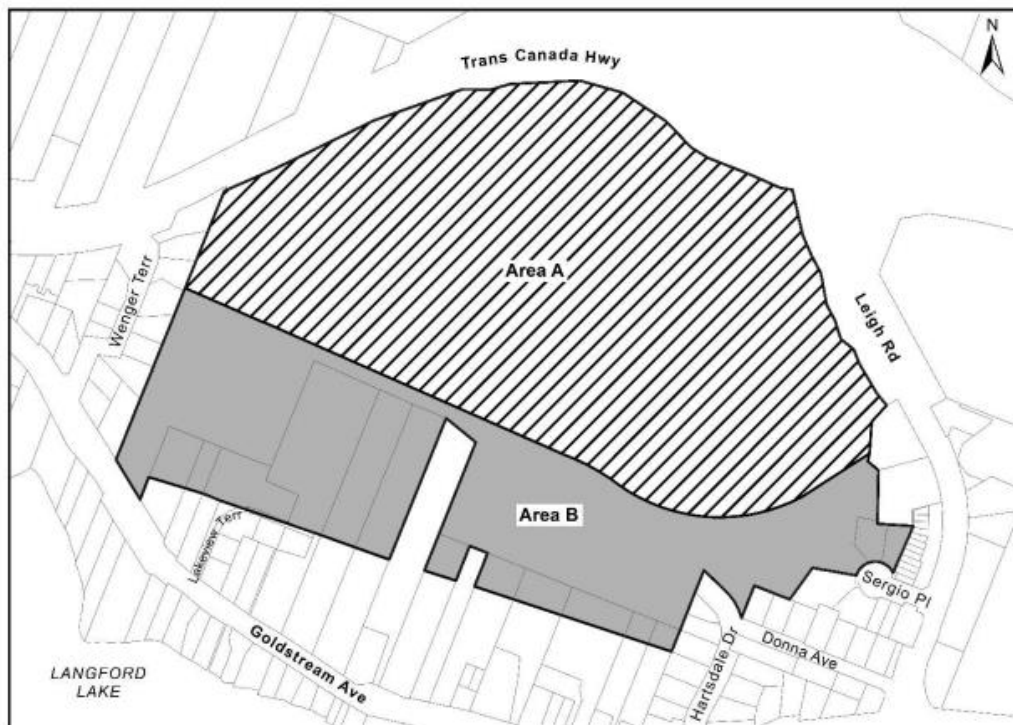 N
Trans Canada Hwy
Area A
Wenger Terr
Leigh Rd
Area B
Lakeview Terr
Sergio Pl
Goldstream Ave
Donna Ave
Hartsdale Dr
LANGFORD
LAKE